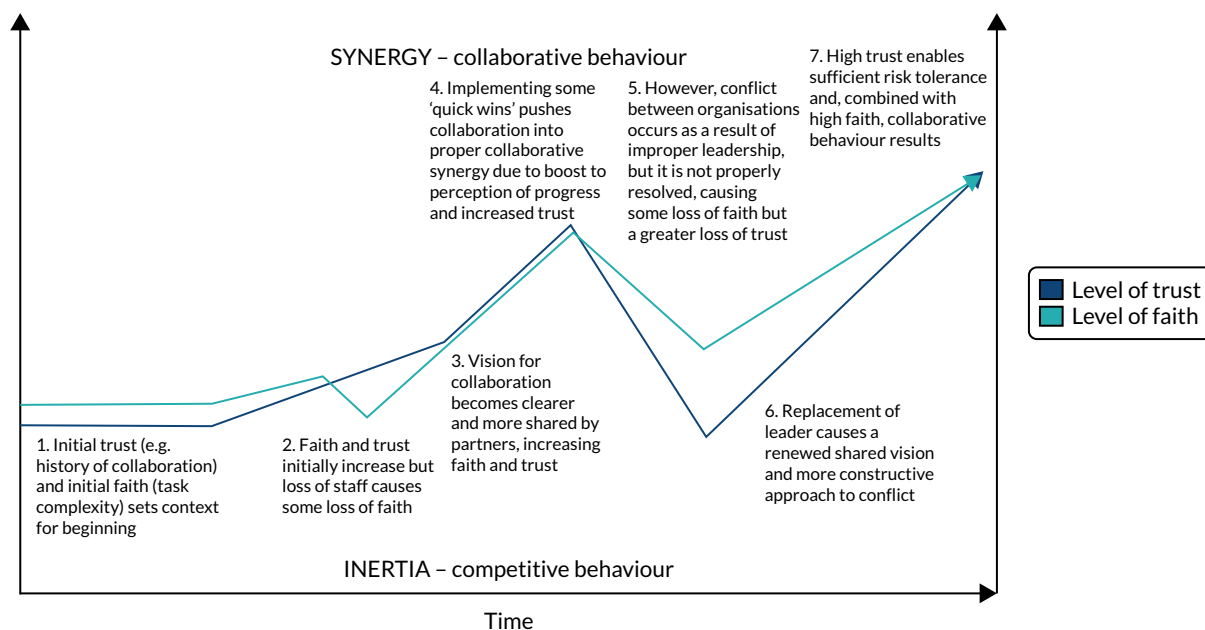 SYNERGY – collaborative behaviour
1. Initial trust (e.g.
history of collaboration)
and initial faith (task
complexity) sets context
for beginning
2. Faith and trust
initially increase but
loss of staff causes
some loss of faith
3. Vision for
collaboration
becomes clearer
and more shared by
partners, increasing
faith and trust
4. Implementing some
‘quick wins’ pushes
collaboration into
proper collaborative
synergy due to boost to
perception of progress
and increased trust
5. However, conflict
between organisations
occurs as a result of
improper leadership,
but it is not properly
resolved, causing
some loss of faith but
a greater loss of trust
6. Replacement of
leader causes a
renewed shared vision
and more constructive
approach to conflict
7. High trust enables
sufficient risk tolerance
and, combined with
high faith, collaborative
behaviour results
Level of trust
Level of faith
INERTIA – competitive behaviour
Time